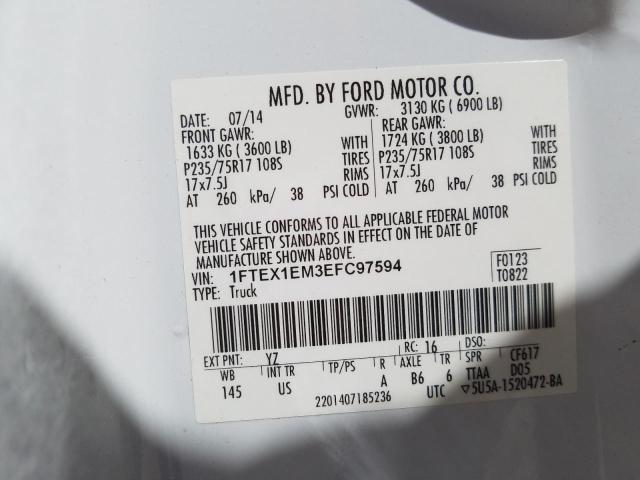 MFD. BY FORD MOTOR CO.
DATE: 07/14 GVWR: 3130 KG ( 6900 LB)
FRONT GAWR: REAR GAWR:
1633 KG ( 3600 LB) WITH 1724 KG ( 3800 LB) WITH
P235/75R17 108S TIRES P235/75R17 108S TIRES
17x7.5J RIMS 17x7.5J RIMS
AT 260 kPa/ 38 PSI COLD AT 260 kPa/ 38 PSI COLD
THIS VEHICLE CONFORMS TO ALL APPLICABLE FEDERAL MOTOR
VEHICLE SAFETY STANDARDS IN EFFECT ON THE DATE OF
MANUFACTURE SHOWN ABOVE.
VIN: 1FTEX1EM3EFC97594 F0123
TYPE: Truck T0822
EXT PNT: YZ RC: 16 DSO:
WB INT TR TP/PS R AXLE TR SPR CF617
145 US A B6 6 TTAA D05
2201407185236 UTC ▽5U5A-1520472-BA